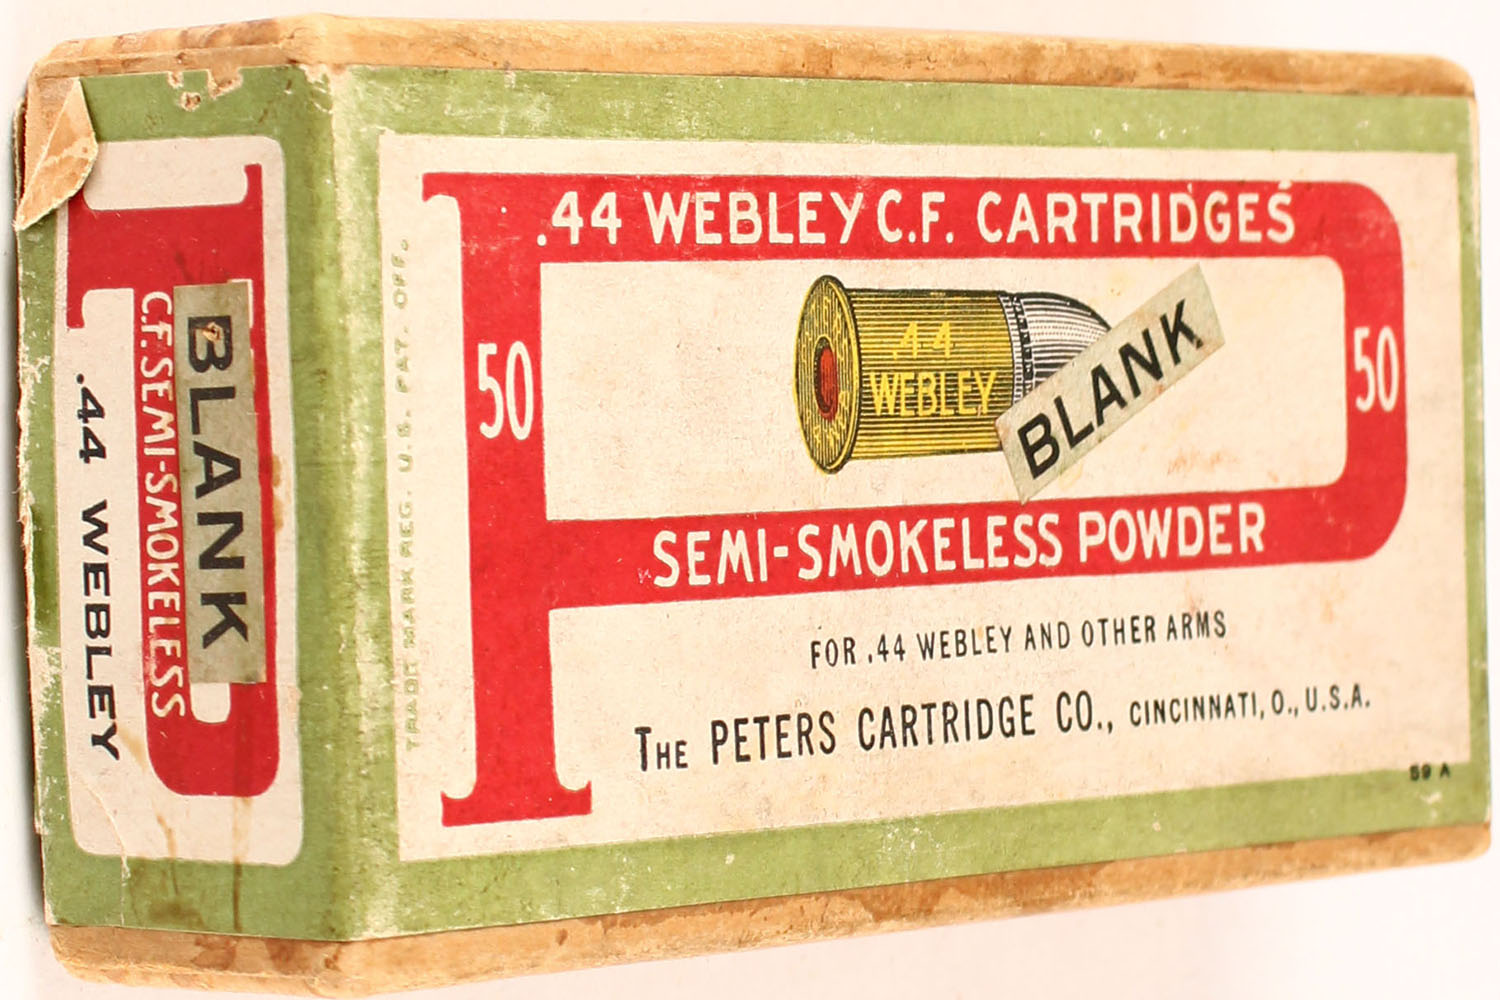 .44 WEBLEY C.F. CARTRIDGES
50
.44
WEBLEY
BLANK
50
SEMI-SMOKELESS POWDER
FOR .44 WEBLEY AND OTHER ARMS
THE PETERS CARTRIDGE CO., CINCINNATI, O., U.S.A.
59 A
TRADE MARK REG. U.S. PAT. OFF.
BLANK
C.F. SEMI-SMOKELESS
.44 WEBLEY